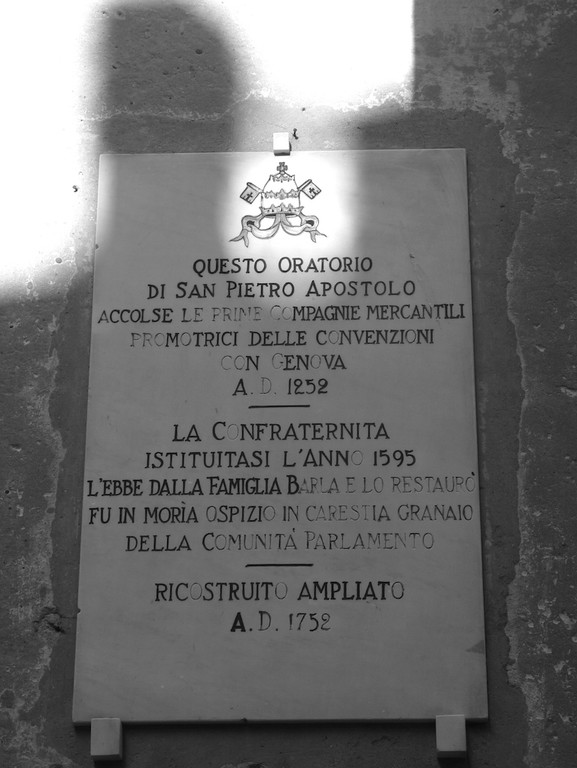 QUESTO ORATORIO
DI SAN PIETRO APOSTOLO
ACCOLSE LE PRIME COMPAGNIE MERCANTILI
PROMOTRICI DELLE CONVENZIONI
CON GENOVA
A. D. 1252
LA CONFRATERNITA
ISTITUITASI L'ANNO 1595
L'EBBE DALLA FAMIGLIA BARLA E LO RESTAURO'
FU IN MORÌA OSPIZIO IN CARESTIA GRANAIO
DELLA COMUNITÁ PARLAMENTO
RICOSTRUITO AMPLIATO
A. D. 1752